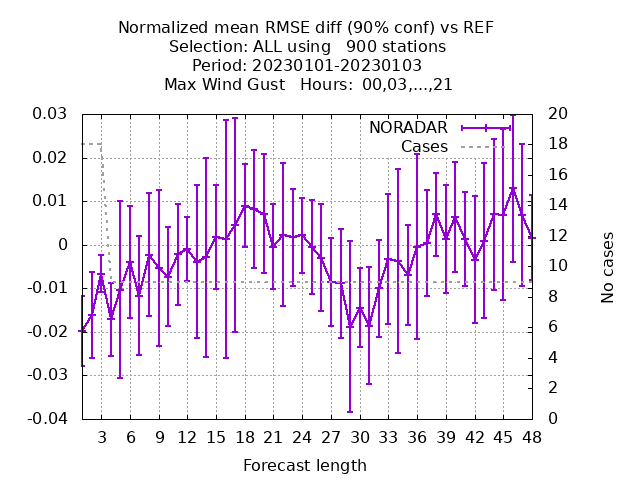 Normalized mean RMSE diff (90% conf) vs REF
Selection: ALL using   900 stations
Period: 20230101-20230103
Max Wind Gust   Hours:  00,03,...,21
NORADAR
Cases
0.03
0.02
0.01
0
-0.01
-0.02
-0.03
-0.04
20
18
16
14
12
10
8
6
4
2
0
No cases
3 6 9 12 15 18 21 24 27 30 33 36 39 42 45 48
Forecast length